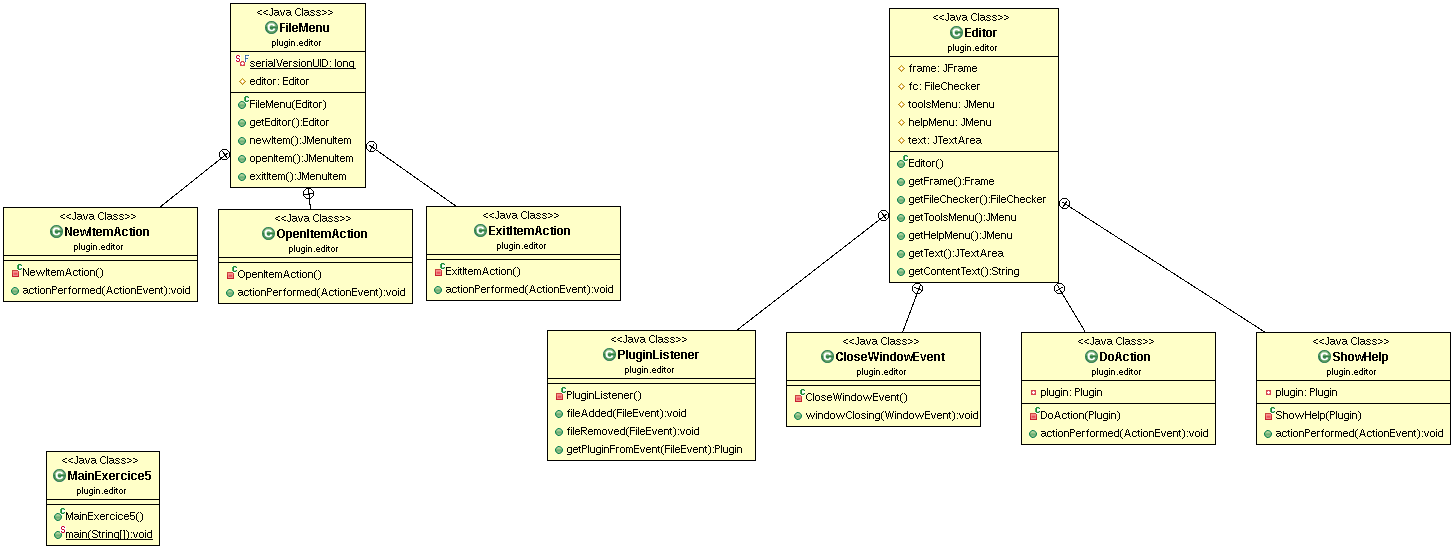 <<Java Class>>
FileMenu
plugin.editor
serialVersionUID: long
editor: Editor
FileMenu(Editor)
getEditor():Editor
newItem():JMenuItem
openItem():JMenuItem
exitItem():JMenuItem
<<Java Class>>
Editor
plugin.editor
frame: JFrame
fc: FileChecker
toolsMenu: JMenu
helpMenu: JMenu
text: JTextArea
Editor()
getFrame():Frame
getFileChecker():FileChecker
getToolsMenu():JMenu
getHelpMenu():JMenu
getText():JTextArea
getContentText():String
<<Java Class>>
NewItemAction
plugin.editor
NewItemAction()
actionPerformed(ActionEvent):void
<<Java Class>>
OpenItemAction
plugin.editor
OpenItemAction()
actionPerformed(ActionEvent):void
<<Java Class>>
ExitItemAction
plugin.editor
ExitItemAction()
actionPerformed(ActionEvent):void
<<Java Class>>
PluginListener
plugin.editor
PluginListener()
fileAdded(FileEvent):void
fileRemoved(FileEvent):void
getPluginFromEvent(FileEvent):Plugin
<<Java Class>>
CloseWindowEvent
plugin.editor
CloseWindowEvent()
windowClosing(WindowEvent):void
<<Java Class>>
DoAction
plugin.editor
plugin: Plugin
DoAction(Plugin)
actionPerformed(ActionEvent):void
<<Java Class>>
ShowHelp
plugin.editor
plugin: Plugin
ShowHelp(Plugin)
actionPerformed(ActionEvent):void
<<Java Class>>
MainExercice5
plugin.editor
MainExercice5()
main(String[]):void